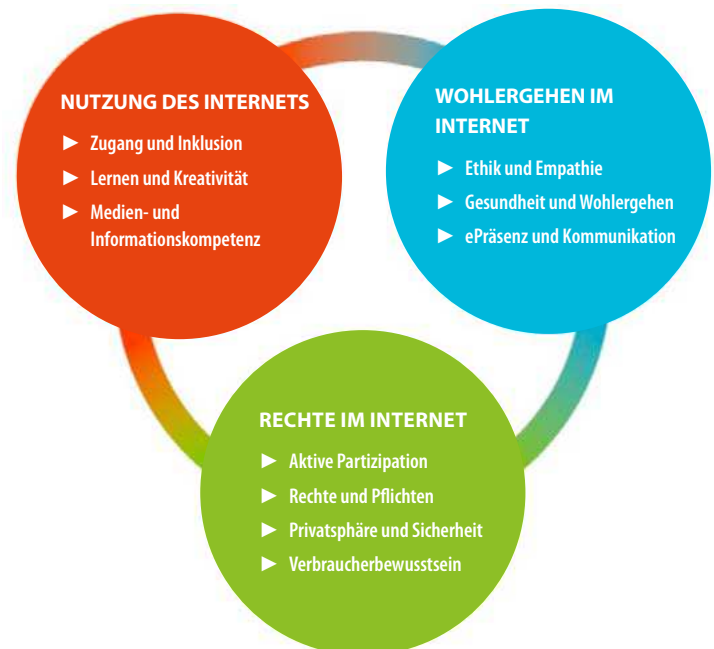 NUTZUNG DES INTERNETS
► Zugang und Inklusion
► Lernen und Kreativität
► Medien- und
Informationskompetenz
WOHLERGEHEN IM
INTERNET
► Ethik und Empathie
► Gesundheit und Wohlergehen
► ePräsenz und Kommunikation
RECHTE IM INTERNET
► Aktive Partizipation
► Rechte und Pflichten
► Privatsphäre und Sicherheit
► Verbraucherbewusstsein